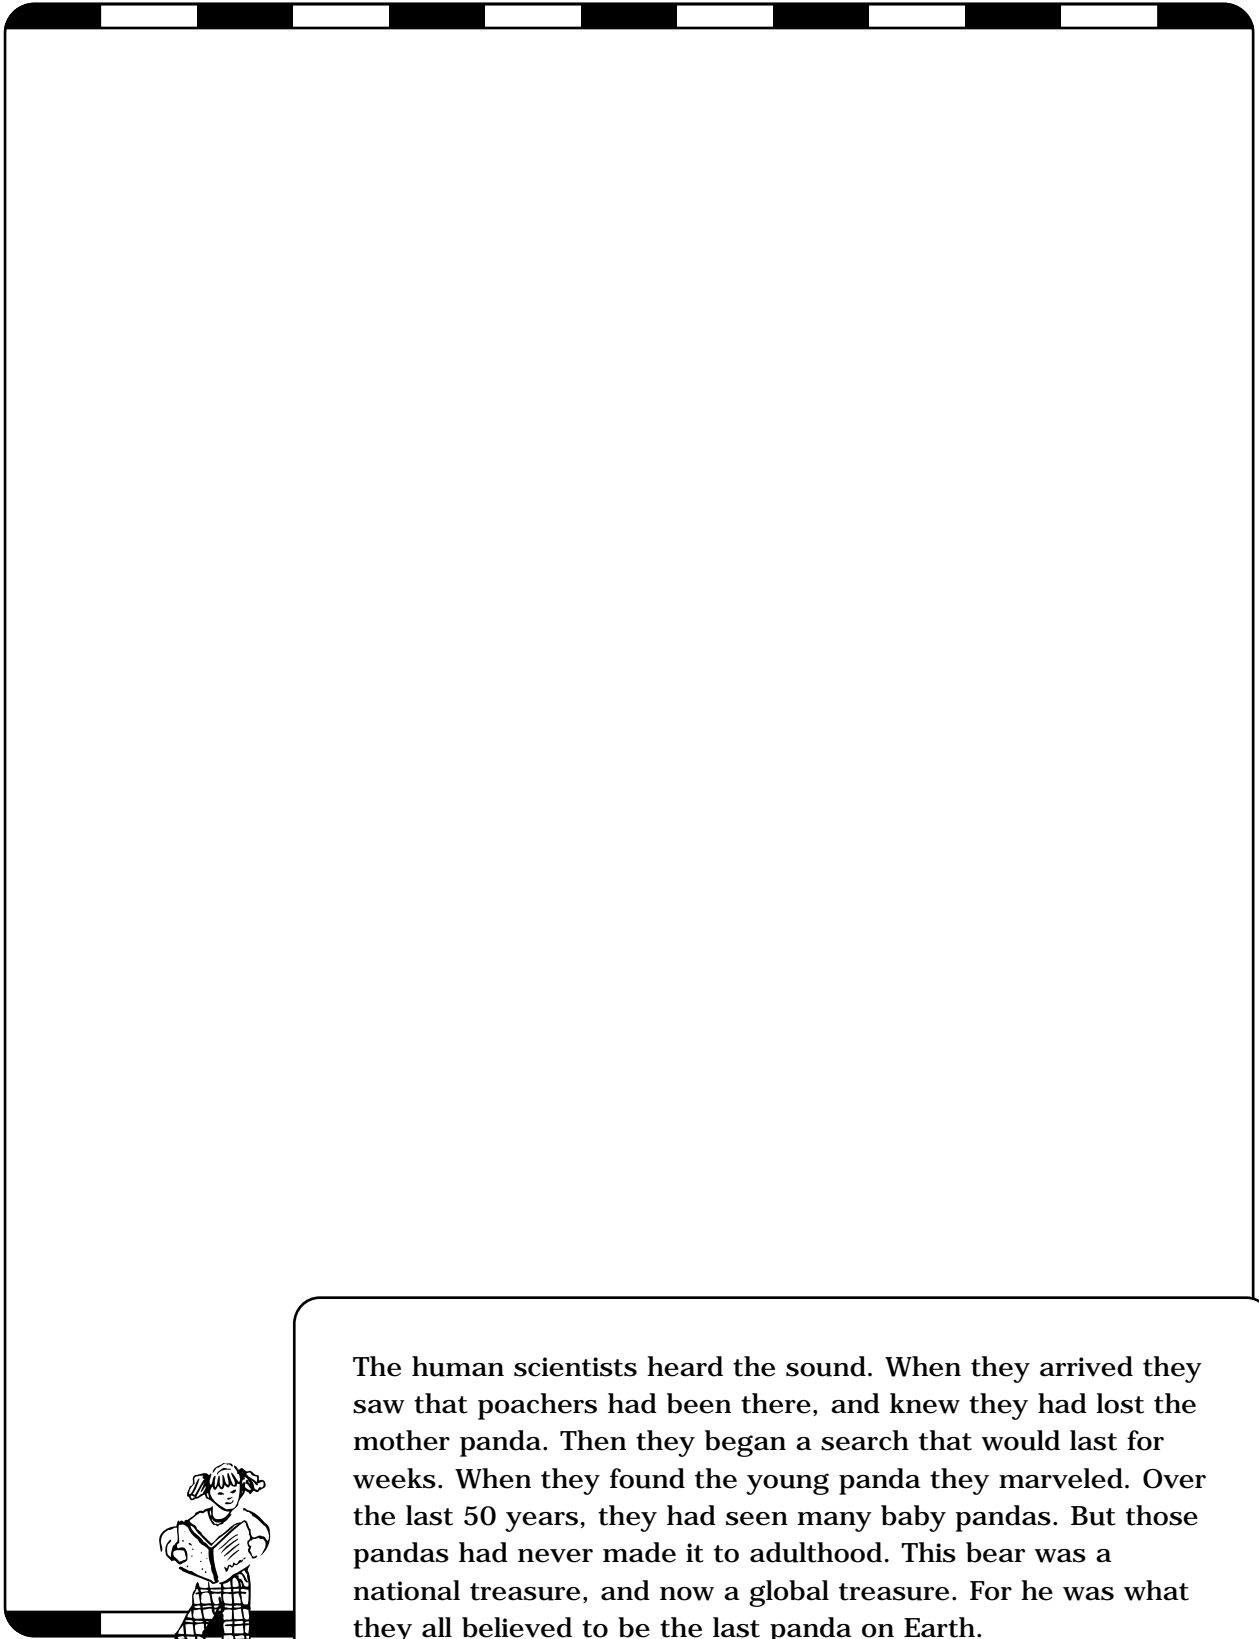 The human scientists heard the sound. When they arrived they
saw that poachers had been there, and knew they had lost the
mother panda. Then they began a search that would last for
weeks. When they found the young panda they marveled. Over
the last 50 years, they had seen many baby pandas. But those
pandas had never made it to adulthood. This bear was a
national treasure, and now a global treasure. For he was what
they all believed to be the last panda on Earth.